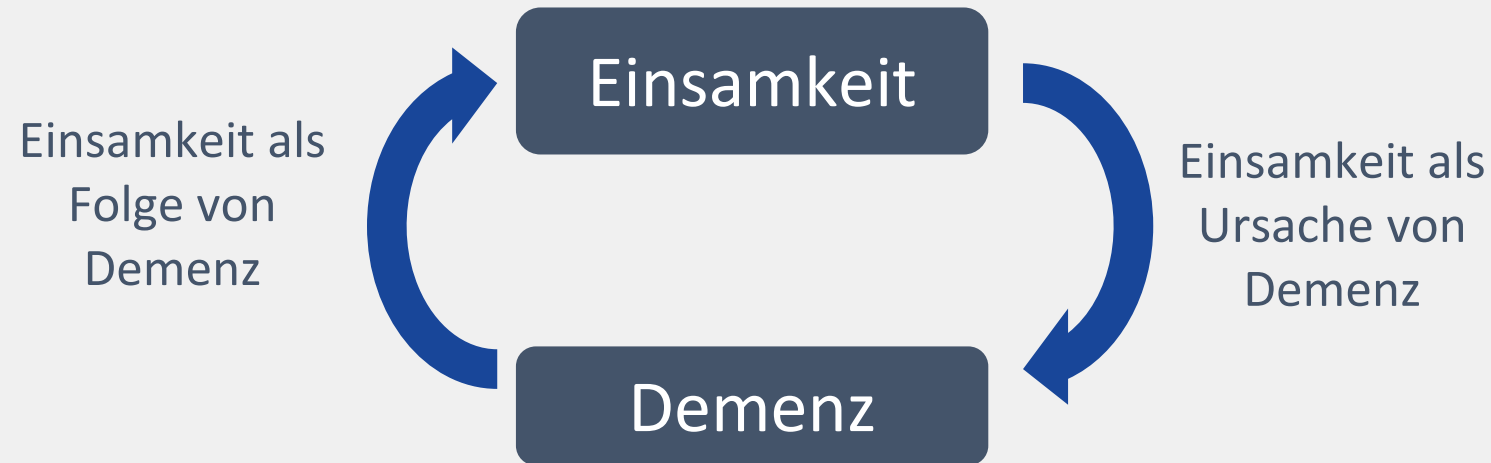 Einsamkeit
Einsamkeit als
Folge von
Demenz
Einsamkeit als
Ursache von
Demenz
Demenz